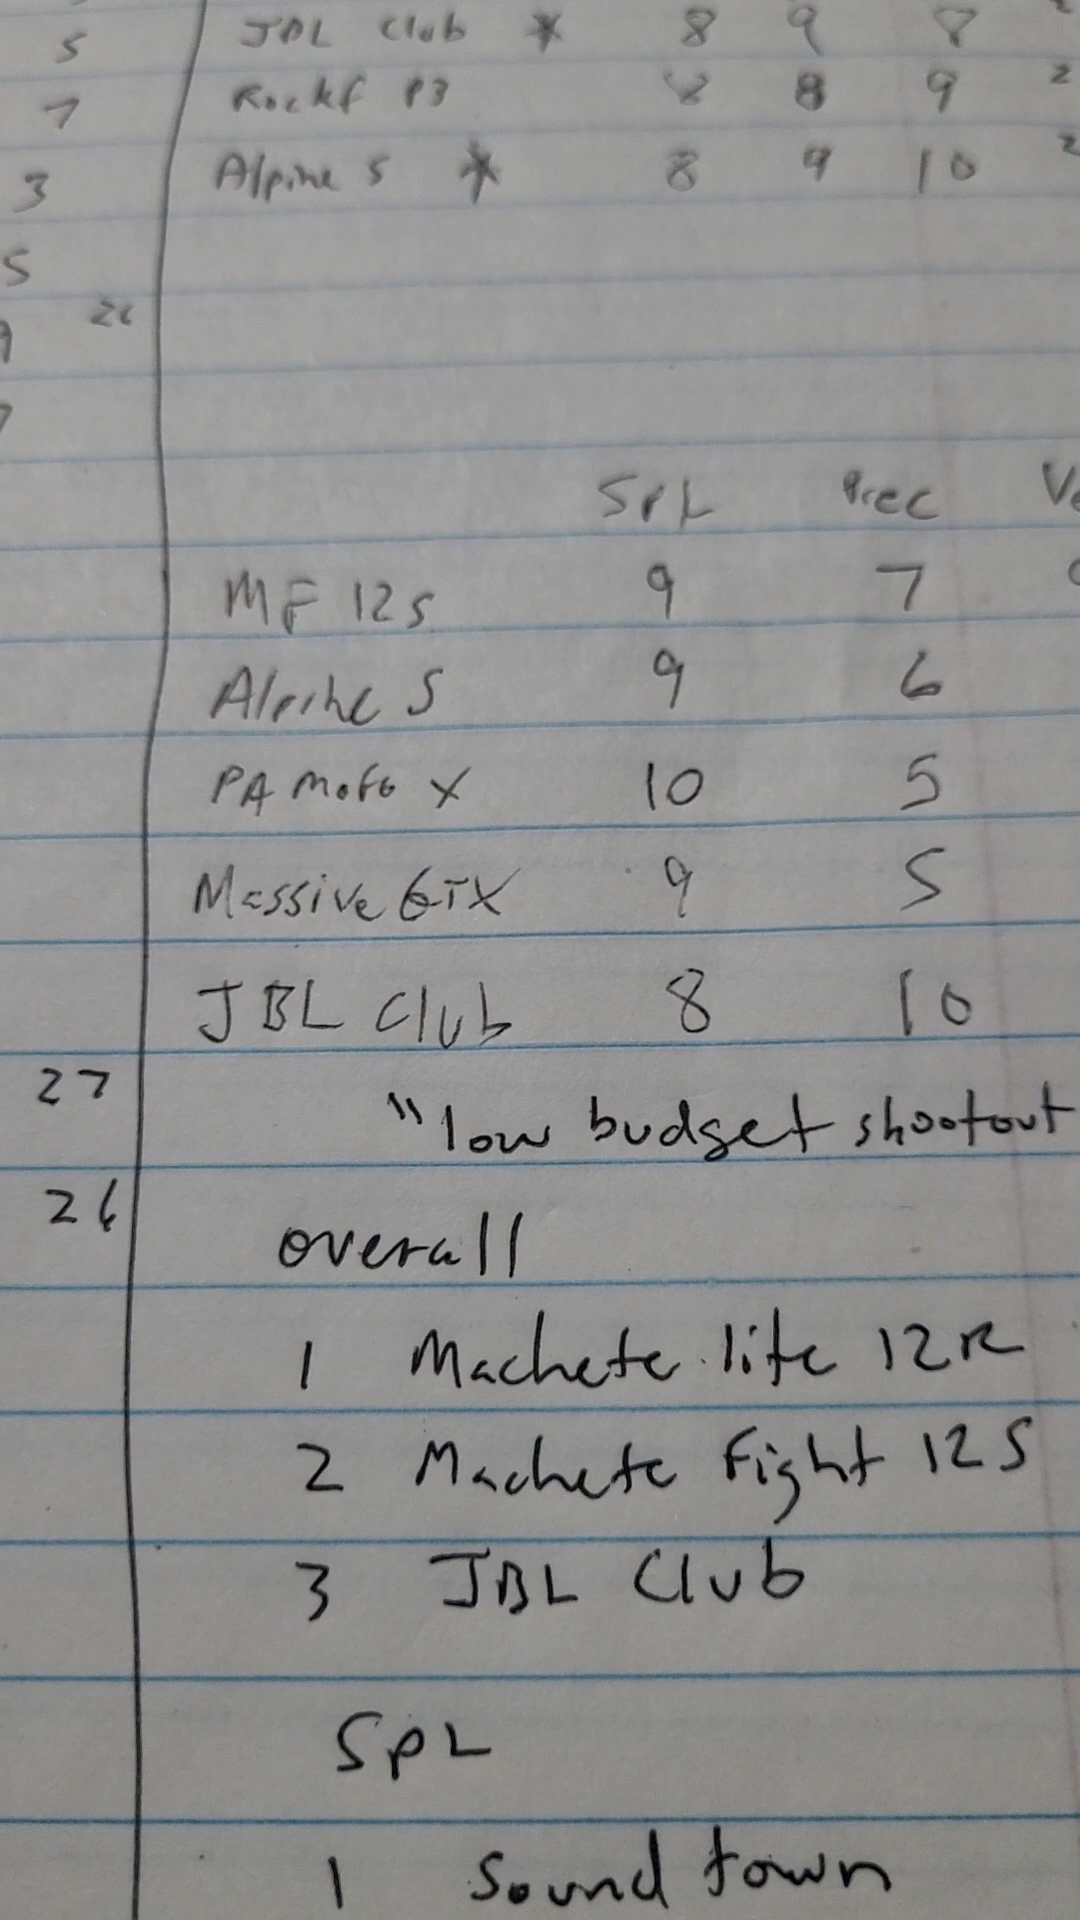 5 JBL Club * 8 9 8
7 Rockf P3 8 8 9 2
3 Alpine S * 8 9 10 2
5
26
SPL Prec
MF 12s 9 7
Alpine S 9 6
PA Mofo X 10 5
Massive GTX 9 5
JBL Club 8 10
27 "low budget shootout
26 overall
1 Machete lite 12R
2 Machete Fight 12S
3 JBL Club
SPL
1 Sound town